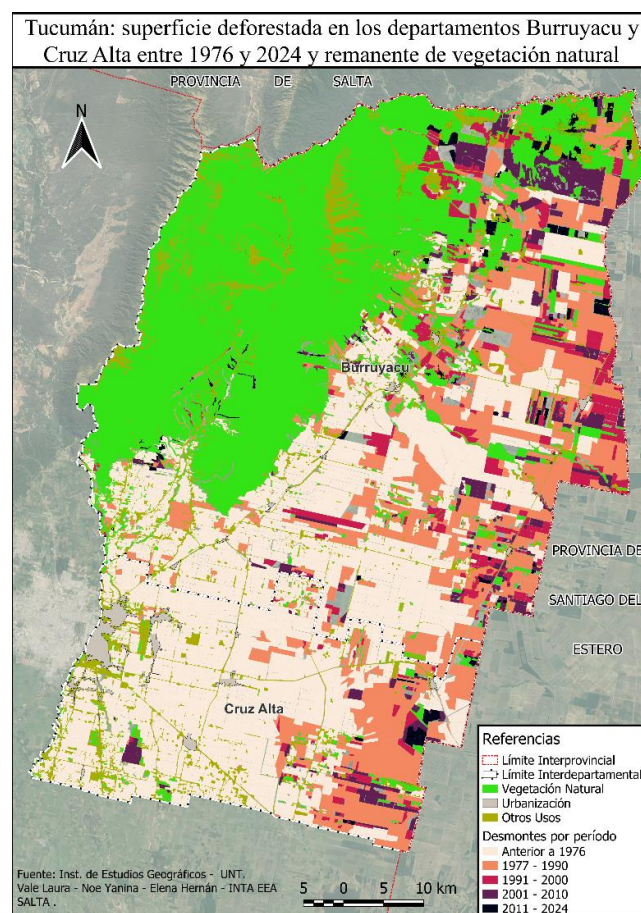 Tucumán: superficie deforestada en los departamentos Burruyacu y
Cruz Alta entre 1976 y 2024 y remanente de vegetación natural
PROVINCIA DE SALTA
N
Burruyacu
PROVINCIA DE
SANTIAGO DEL
ESTERO
Cruz Alta
Referencias
Límite Interprovincial
Límite Interdepartamental
Vegetación Natural
Urbanización
Otros Usos
Desmontes por período
Anterior a 1976
1977 - 1990
1991 - 2000
2001 - 2010
2011 - 2024
Fuente: Inst. de Estudios Geográficos - UNT.
Vale Laura - Noe Yanina - Elena Hernán - INTA EEA
SALTA .
5 0 5 10 km